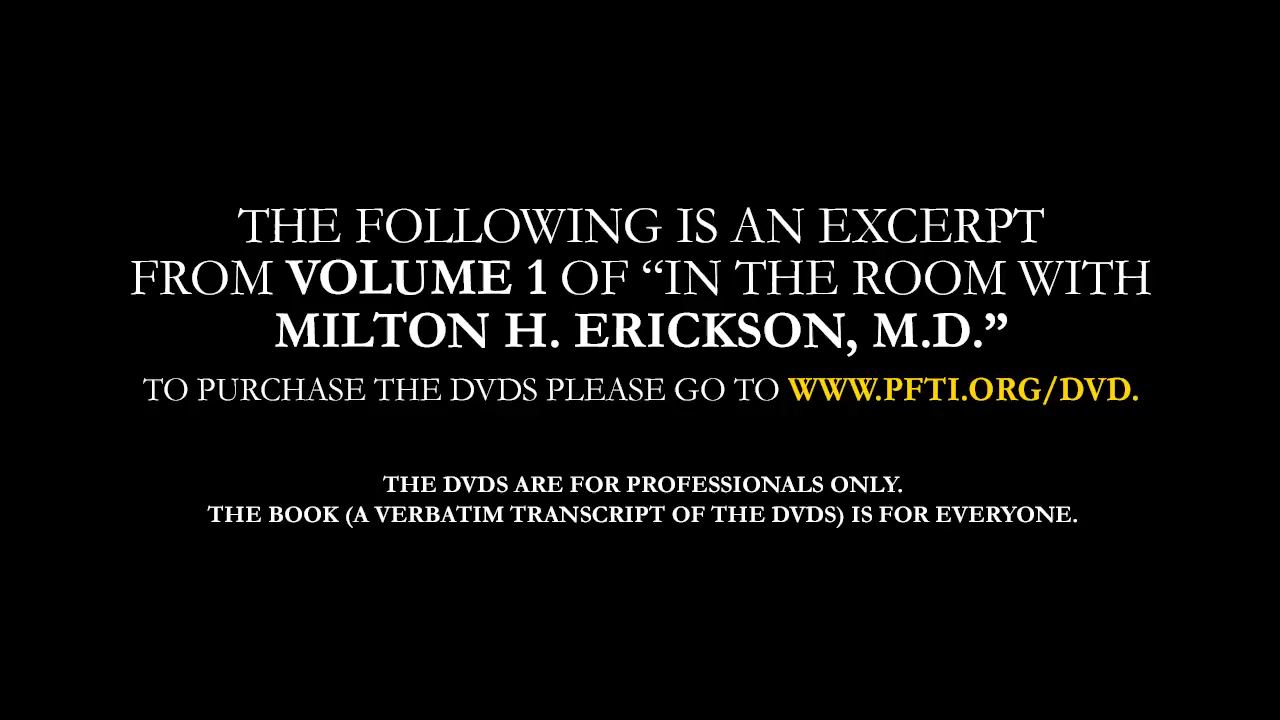 THE FOLLOWING IS AN EXCERPT
FROM VOLUME 1 OF “IN THE ROOM WITH
MILTON H. ERICKSON, M.D.”
TO PURCHASE THE DVDS PLEASE GO TO WWW.PFTI.ORG/DVD.
THE DVDS ARE FOR PROFESSIONALS ONLY.
THE BOOK (A VERBATIM TRANSCRIPT OF THE DVDS) IS FOR EVERYONE.